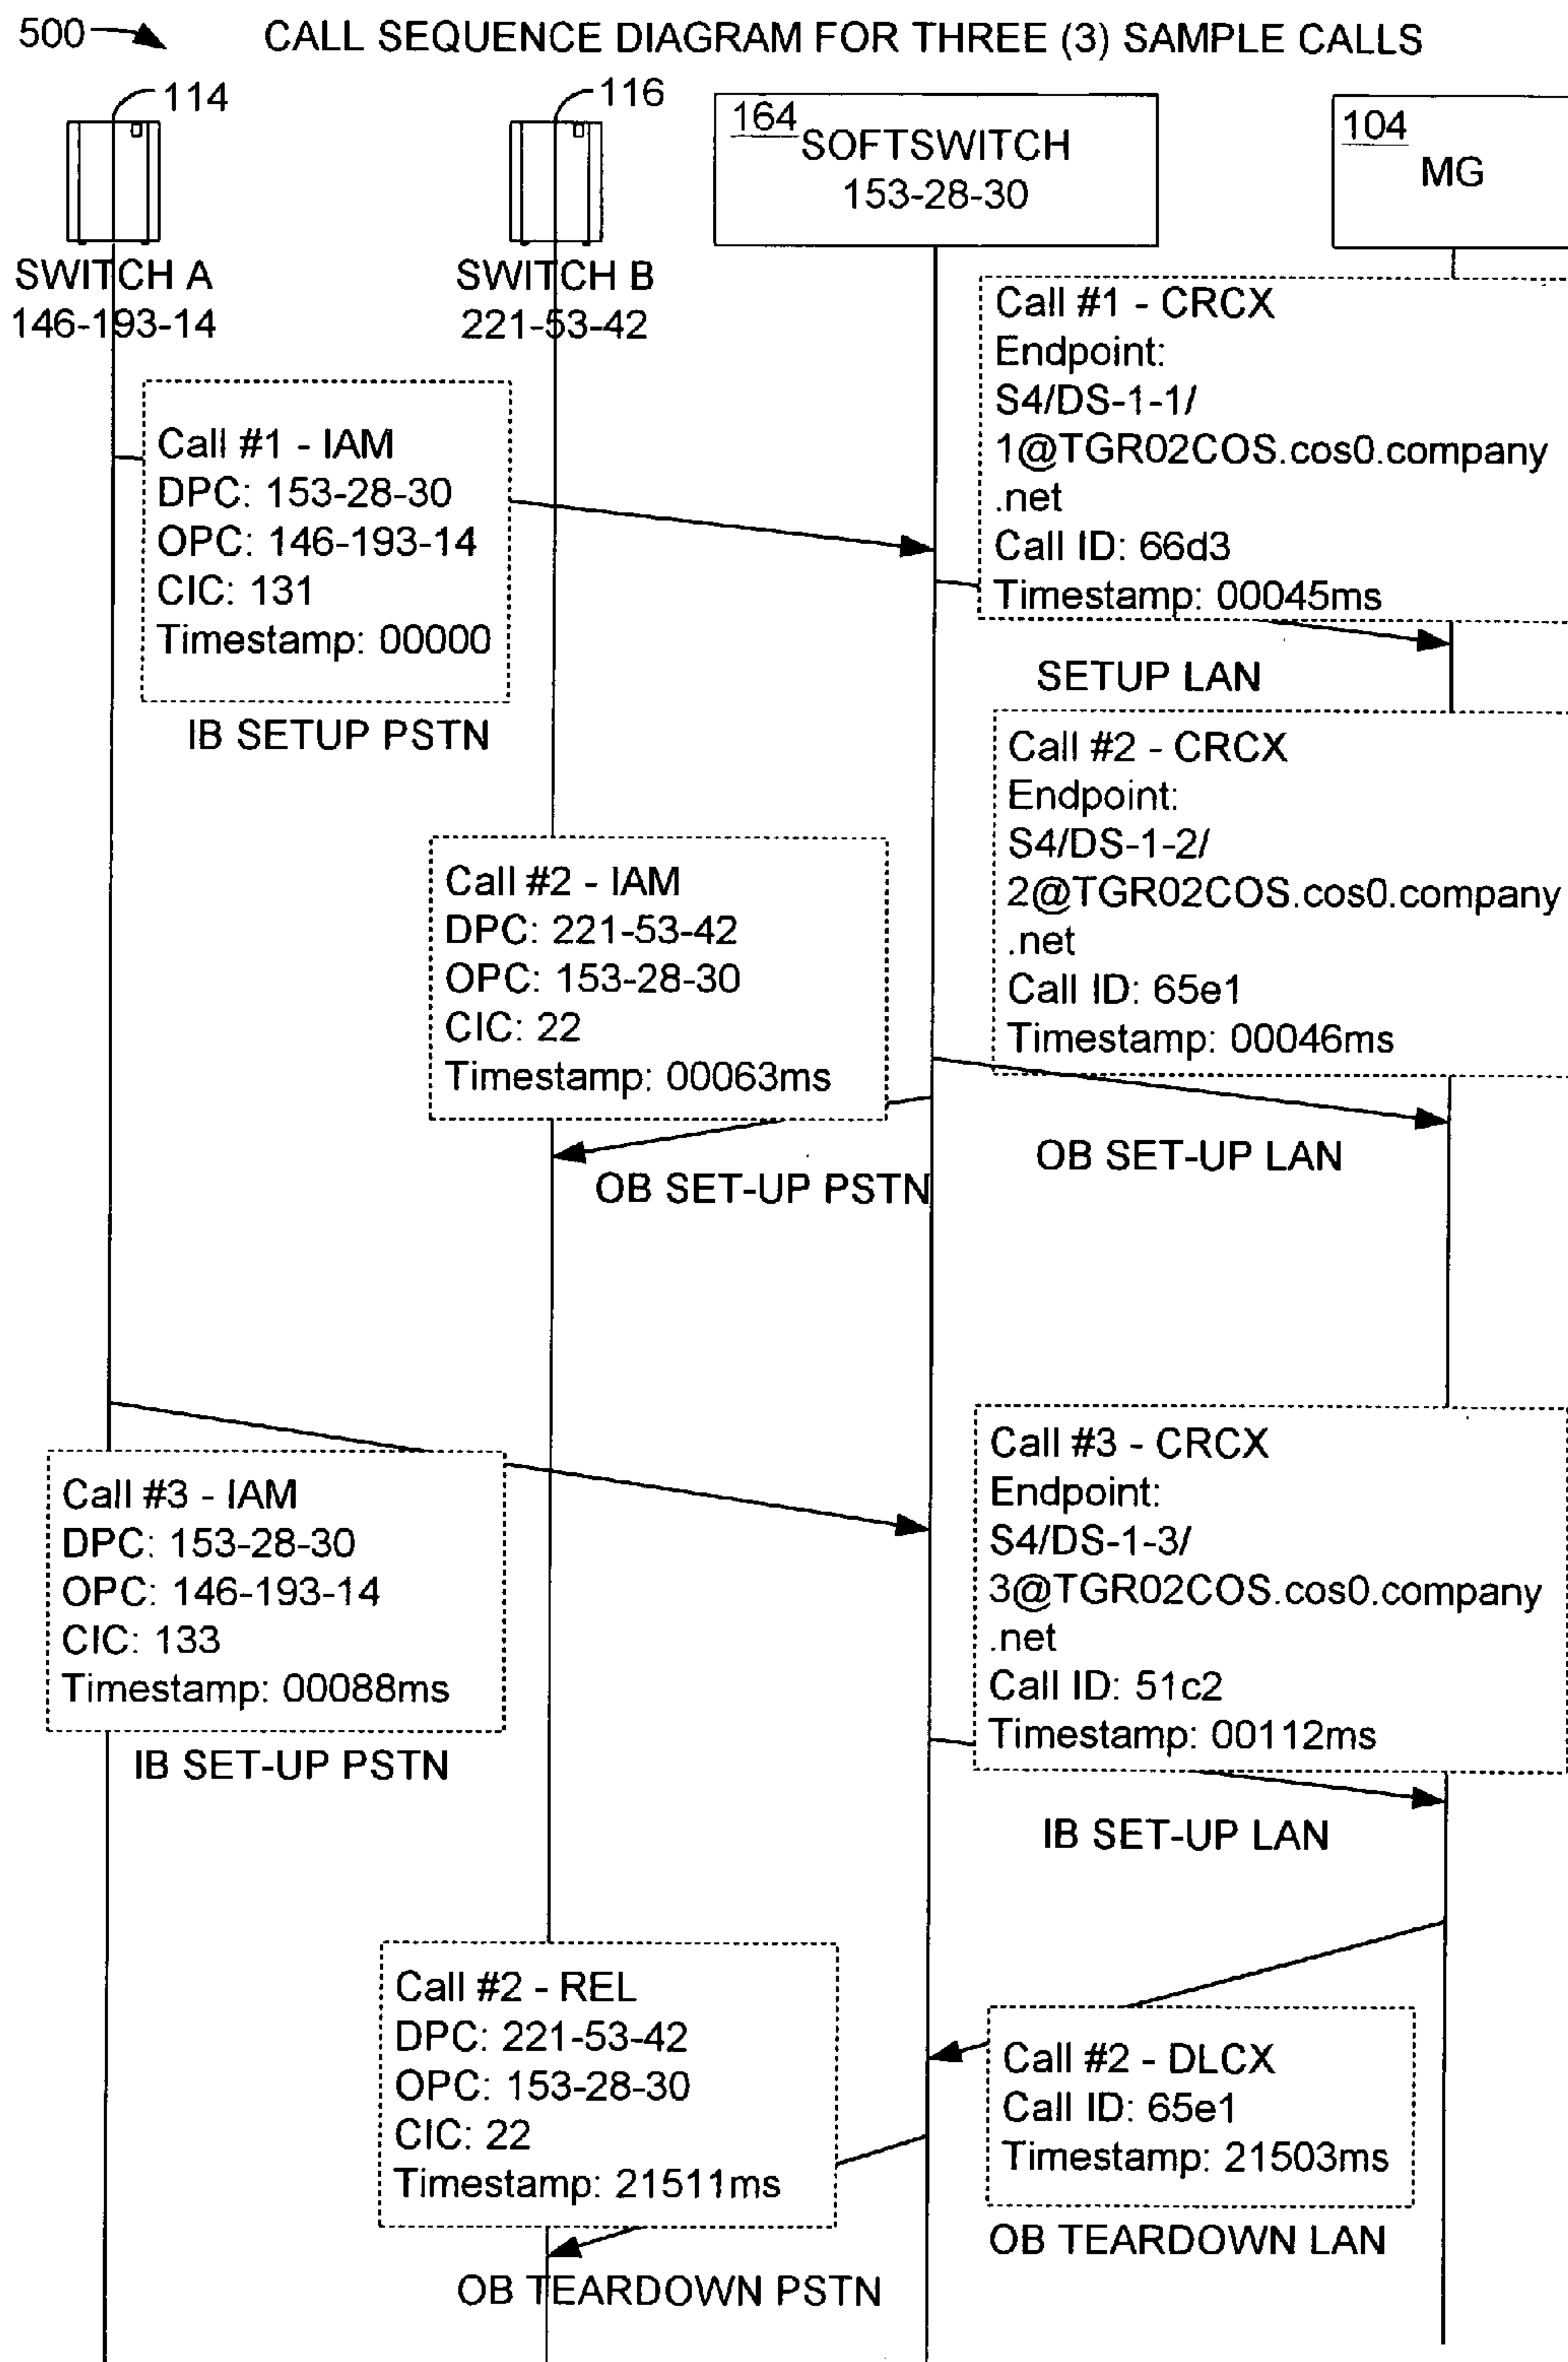 500
CALL SEQUENCE DIAGRAM FOR THREE (3) SAMPLE CALLS
114
116
164
SOFTSWITCH
153-28-30
104
MG
SWITCH A
146-193-14
SWITCH B
221-53-42
Call #1 - CRCX
Endpoint:
S4/DS-1-1/
1@TGR02COS.cos0.company
.net
Call ID: 66d3
Timestamp: 00045ms
SETUP LAN
Call #1 - IAM
DPC: 153-28-30
OPC: 146-193-14
CIC: 131
Timestamp: 00000
IB SETUP PSTN
Call #2 - CRCX
Endpoint:
S4/DS-1-2/
2@TGR02COS.cos0.company
.net
Call ID: 65e1
Timestamp: 00046ms
OB SET-UP LAN
Call #2 - IAM
DPC: 221-53-42
OPC: 153-28-30
CIC: 22
Timestamp: 00063ms
OB SET-UP PSTN
Call #3 - IAM
DPC: 153-28-30
OPC: 146-193-14
CIC: 133
Timestamp: 00088ms
IB SET-UP PSTN
Call #3 - CRCX
Endpoint:
S4/DS-1-3/
3@TGR02COS.cos0.company
.net
Call ID: 51c2
Timestamp: 00112ms
IB SET-UP LAN
Call #2 - DLCX
Call ID: 65e1
Timestamp: 21503ms
OB TEARDOWN LAN
Call #2 - REL
DPC: 221-53-42
OPC: 153-28-30
CIC: 22
Timestamp: 21511ms
OB TEARDOWN PSTN